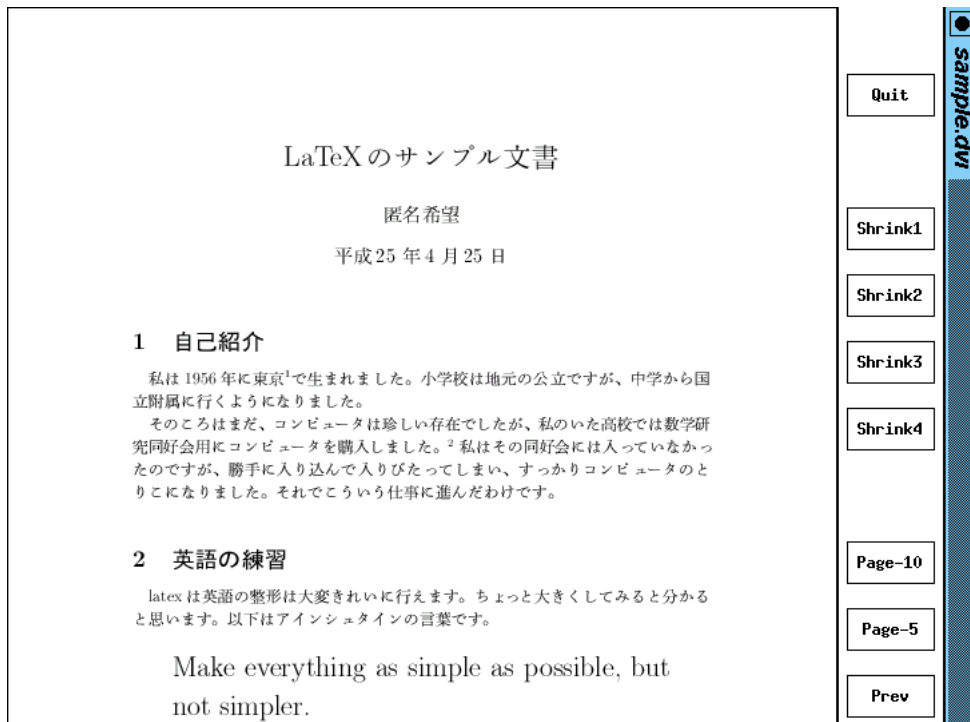 LaTeXのサンプル文書
匿名希望
平成25年4月25日
1 自己紹介
私は1956年に東京1で生まれました。小学校は地元の公立ですが、中学から国
立附属に行くようになりました。
そのころはまだ、コンピュータは珍しい存在でしたが、私のいた高校では数学研
究同好会用にコンピュータを購入しました。2 私はその同好会には入っていなかっ
たのですが、勝手に入り込んで入りびたってしまい、すっかりコンピュータのと
りこになりました。それでこういう仕事に進んだわけです。
2 英語の練習
latexは英語の整形は大変きれいに行えます。ちょっと大きくしてみると分かる
と思います。以下はアインシュタインの言葉です。
Make everything as simple as possible, but
not simpler.
Quit
Shrink1
Shrink2
Shrink3
Shrink4
Page-10
Page-5
Prev
sample.dvi